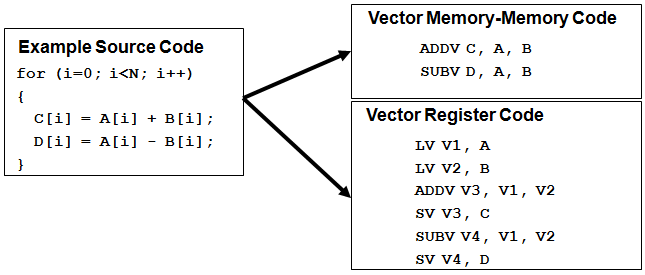 Example Source Code
for (i=0; i<N; i++)
{
C[i] = A[i] + B[i];
D[i] = A[i] - B[i];
}
Vector Memory-Memory Code
ADDV C, A, B
SUBV D, A, B
Vector Register Code
LV V1, A
LV V2, B
ADDV V3, V1, V2
SV V3, C
SUBV V4, V1, V2
SV V4, D